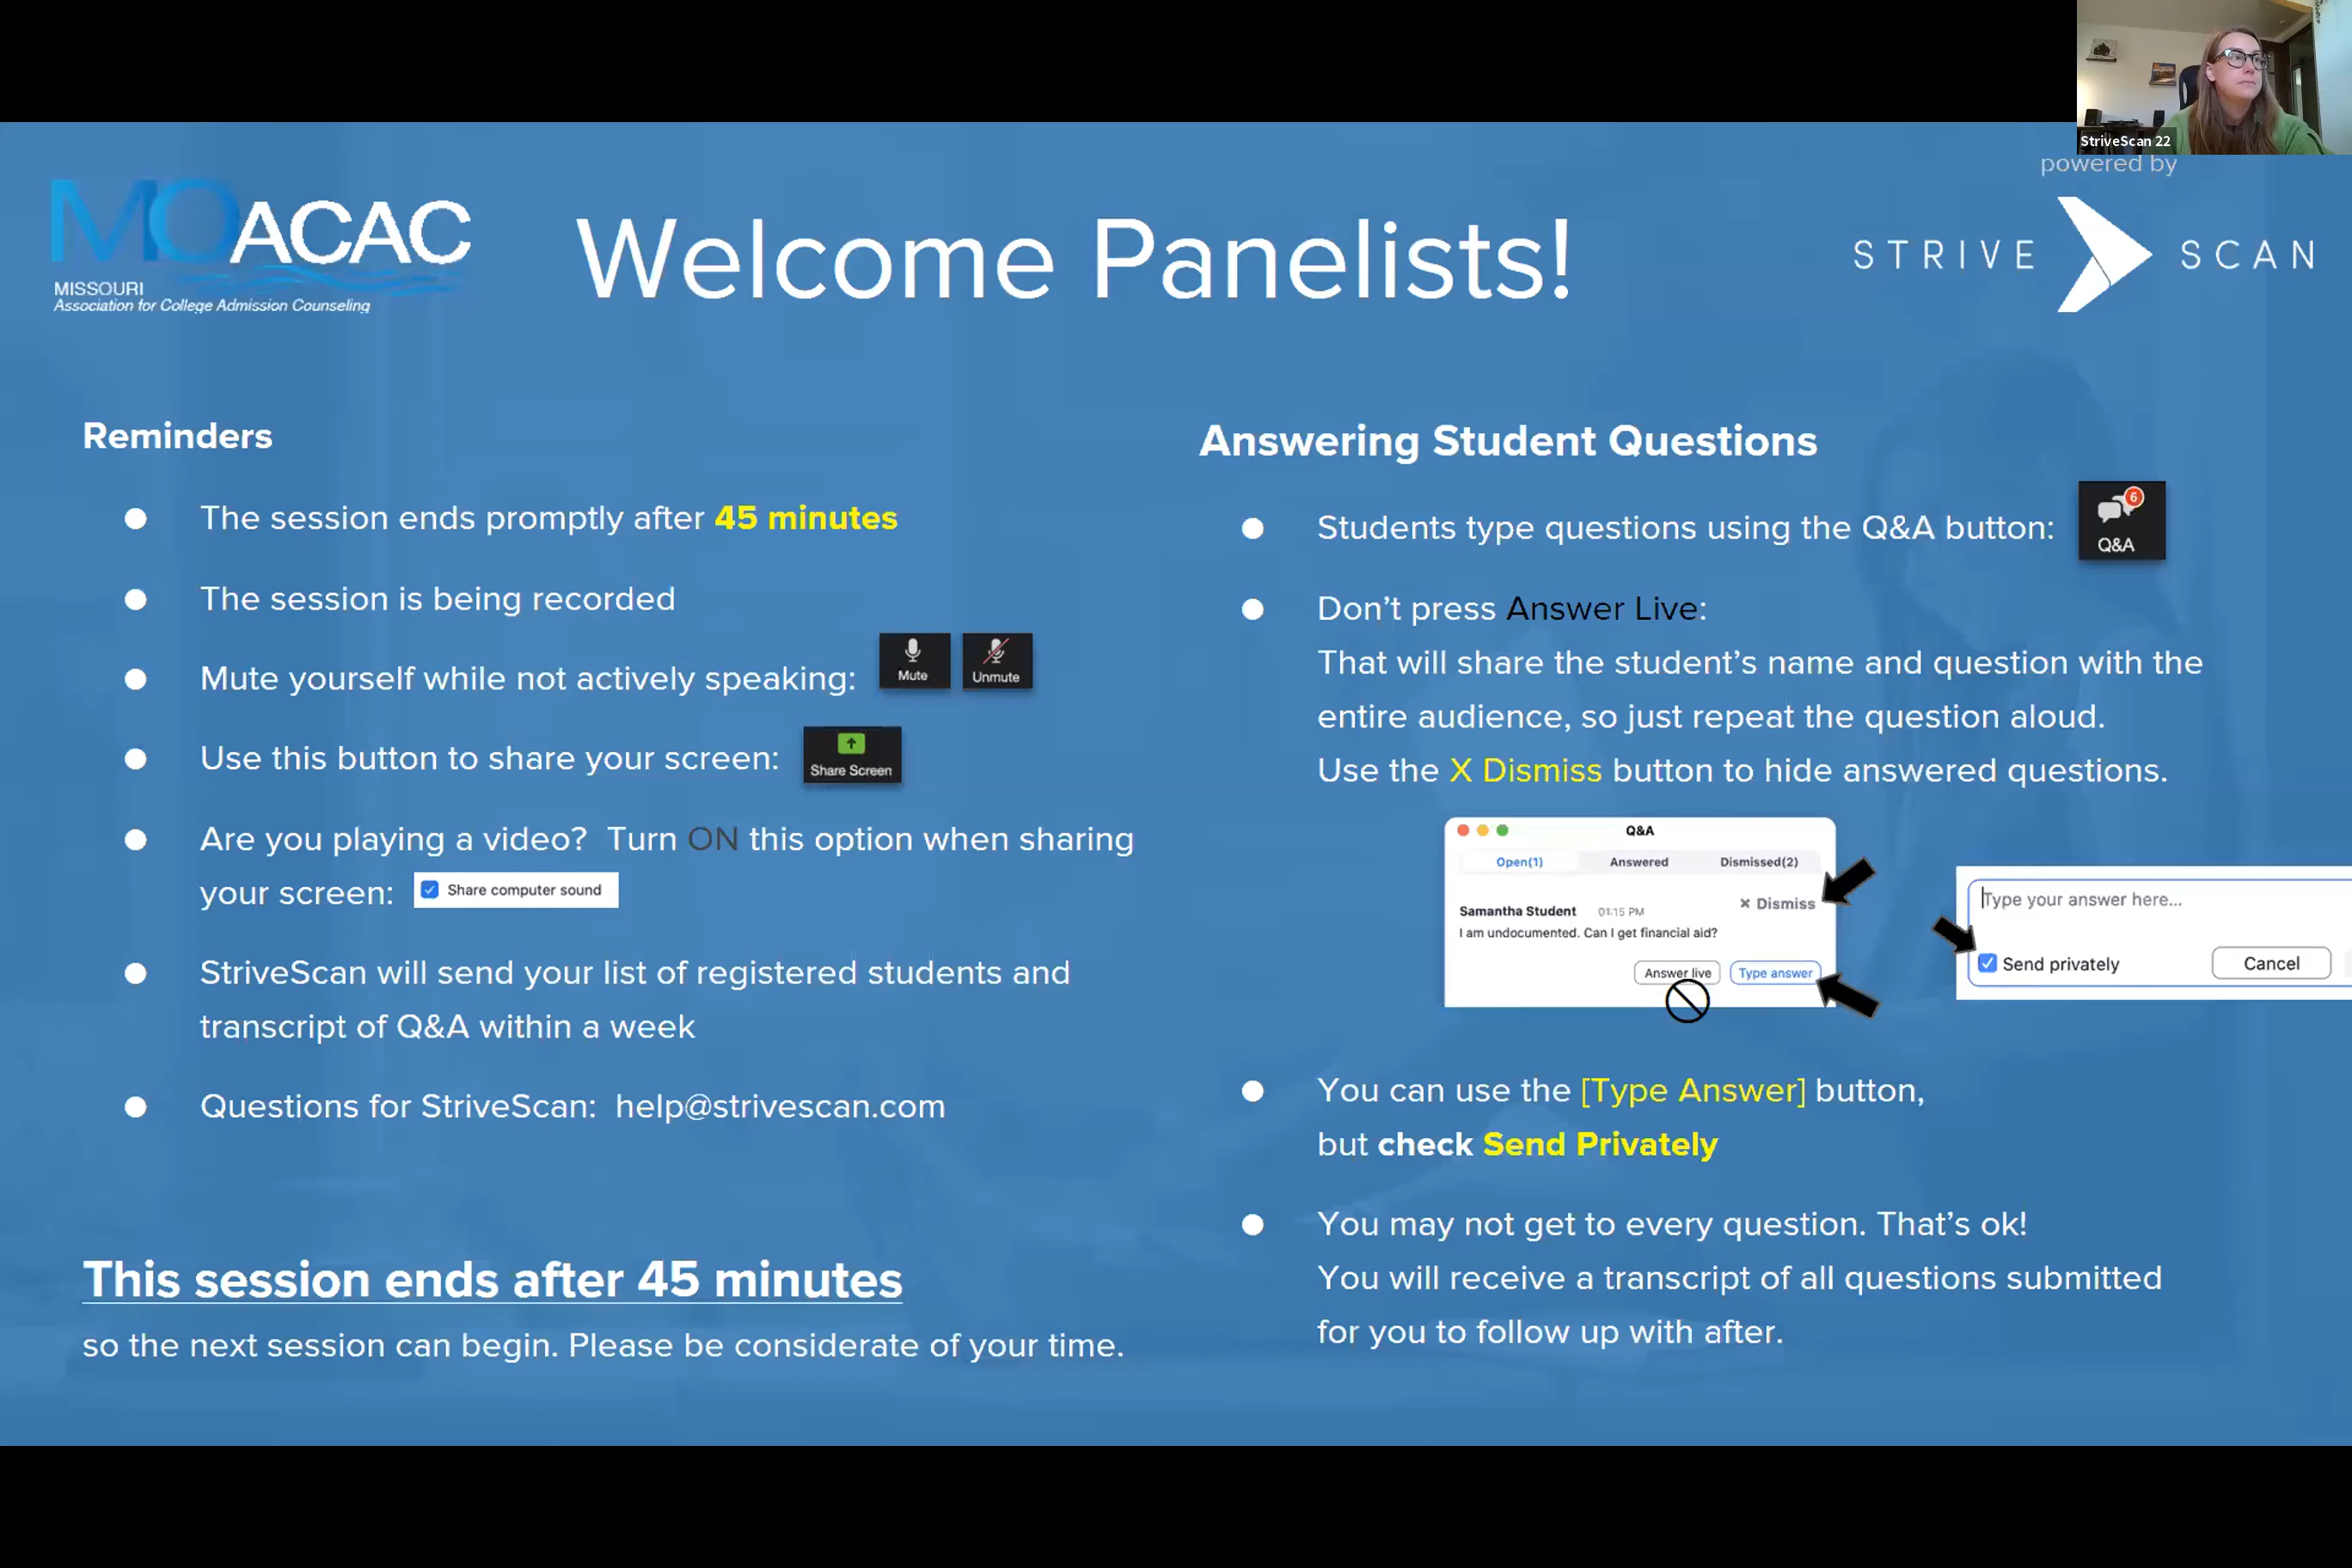 StriveScan 22
powered by
MOACAC
MISSOURI
Association for College Admission Counseling
Welcome Panelists!
STRIVE SCAN
Reminders
● The session ends promptly after 45 minutes
● The session is being recorded
● Mute yourself while not actively speaking:
Mute
Unmute
● Use this button to share your screen:
Share Screen
● Are you playing a video? Turn ON this option when sharing
your screen:
Share computer sound
● StriveScan will send your list of registered students and
transcript of Q&A within a week
● Questions for StriveScan: help@strivescan.com
This session ends after 45 minutes
so the next session can begin. Please be considerate of your time.
Answering Student Questions
● Students type questions using the Q&A button:
6
Q&A
● Don't press Answer Live:
That will share the student's name and question with the
entire audience, so just repeat the question aloud.
Use the X Dismiss button to hide answered questions.
Q&A
Open(1) Answered Dismissed(2)
× Dismiss
Samantha Student 01:15 PM
I am undocumented. Can I get financial aid?
Answer live Type answer
Type your answer here...
Send privately Cancel
● You can use the [Type Answer] button,
but check Send Privately
● You may not get to every question. That's ok!
You will receive a transcript of all questions submitted
for you to follow up with after.